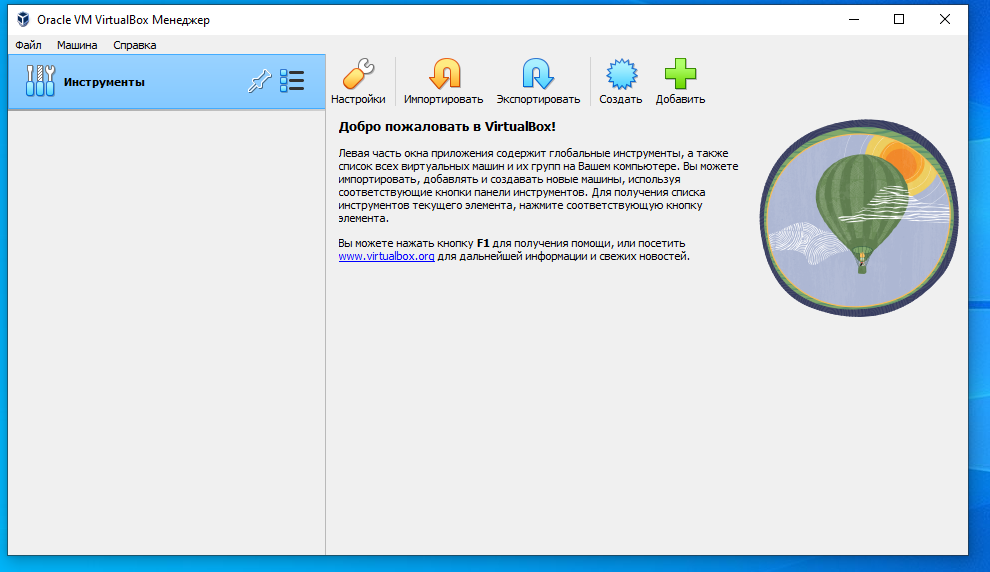 Oracle VM VirtualBox Менеджер
Файл Машина Справка
Инструменты
Настройки Импортировать Экспортировать Создать Добавить
Добро пожаловать в VirtualBox!
Левая часть окна приложения содержит глобальные инструменты, а также
список всех виртуальных машин и их групп на Вашем компьютере. Вы можете
импортировать, добавлять и создавать новые машины, используя
соответствующие кнопки панели инструментов. Для получения списка
инструментов текущего элемента, нажмите соответствующую кнопку
элемента.
Вы можете нажать кнопку F1 для получения помощи, или посетить
www.virtualbox.org для дальнейшей информации и свежих новостей.